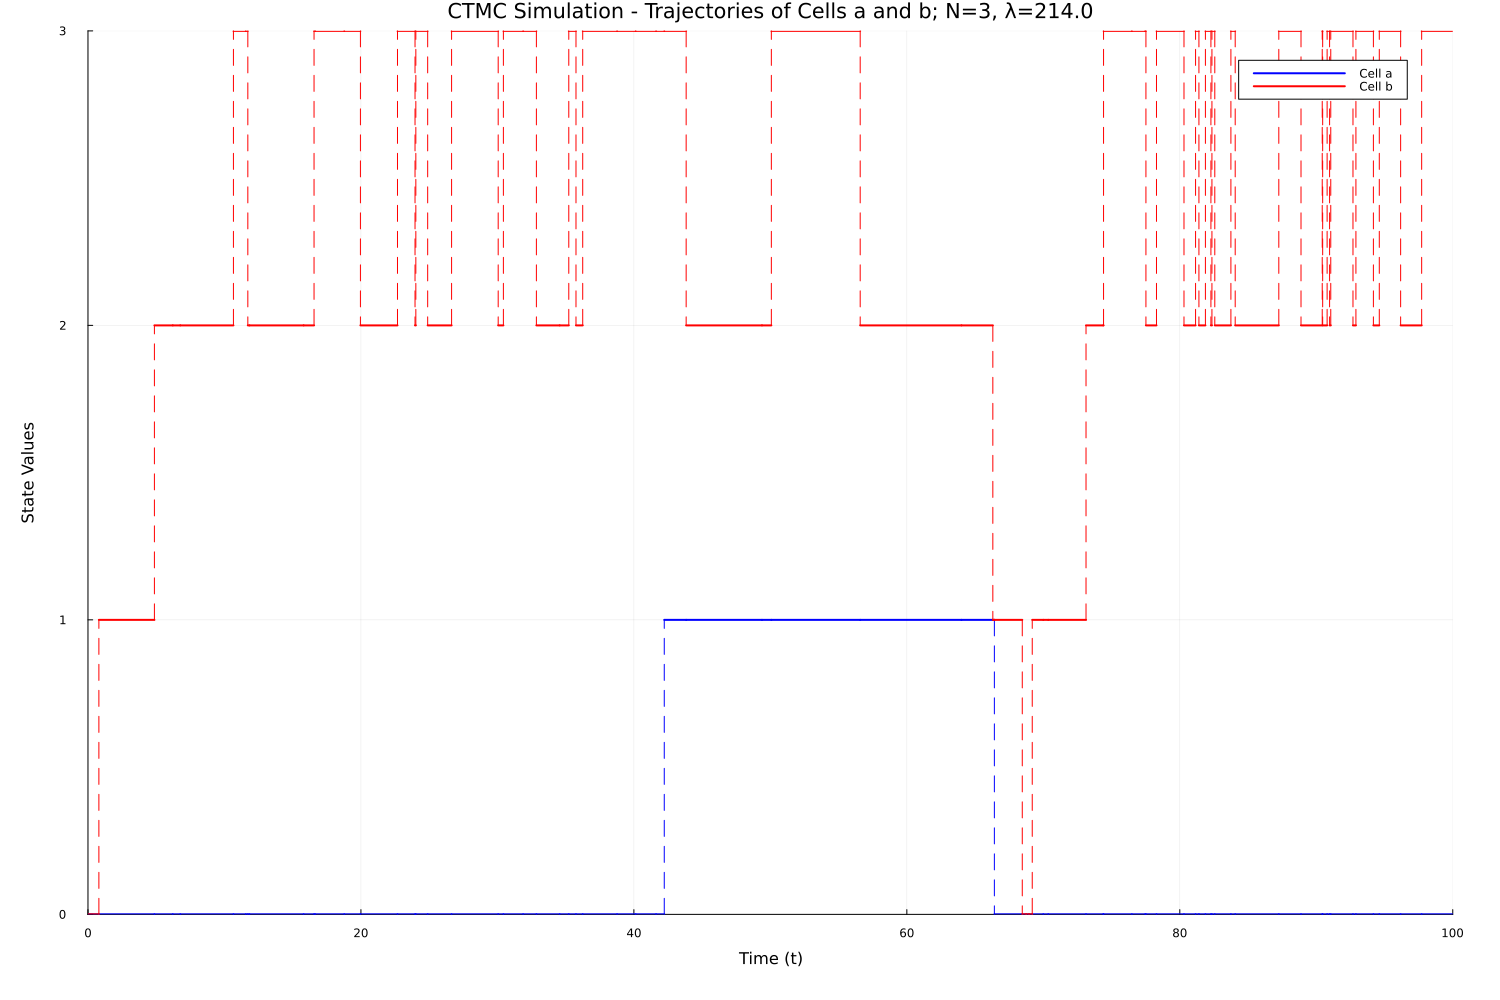 CTMC Simulation - Trajectories of Cells a and b; N=3, λ=214.0
3
Cell a
Cell b
2
State Values
1
0
0 20 40 60 80 100
Time (t)